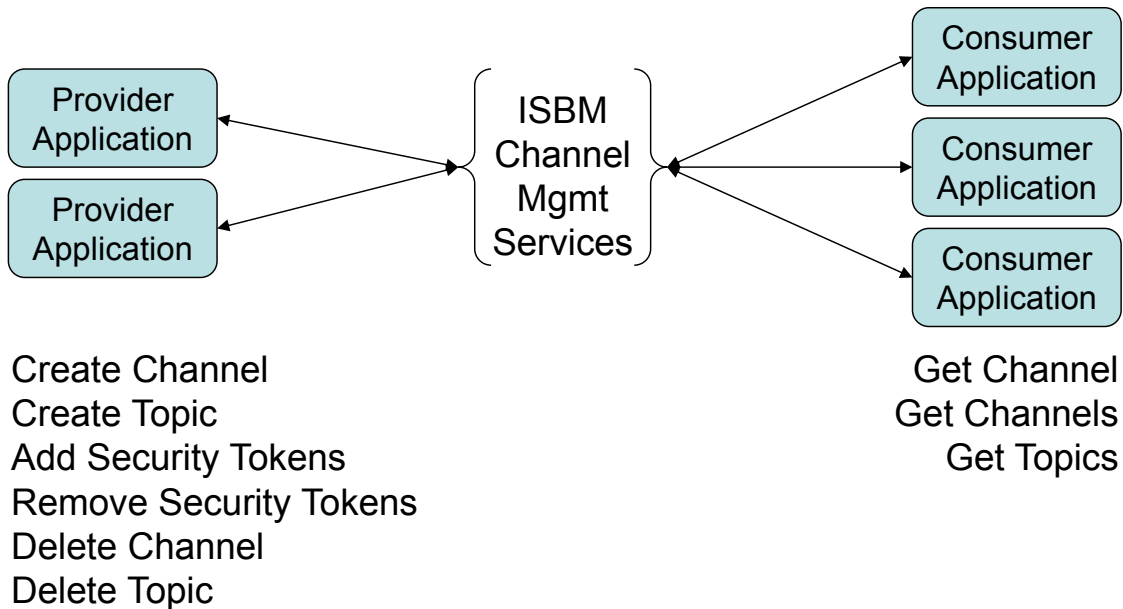 Provider
Application
Provider
Application
ISBM
Channel
Mgmt
Services
Consumer
Application
Consumer
Application
Consumer
Application
Create Channel
Create Topic
Add Security Tokens
Remove Security Tokens
Delete Channel
Delete Topic
Get Channel
Get Channels
Get Topics